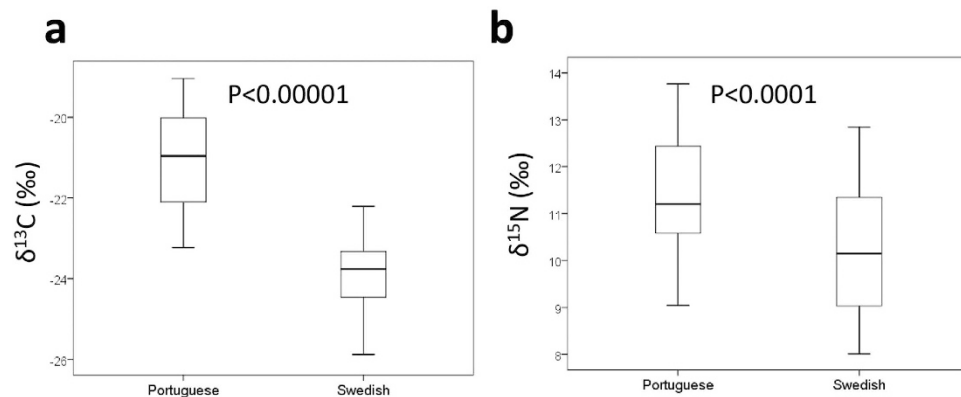 a
P<0.00001
δ13C (‰)
-20
-22
-24
-26
Portuguese
Swedish
b
P<0.0001
δ15N (‰)
14
13
12
11
10
9
8
Portuguese
Swedish